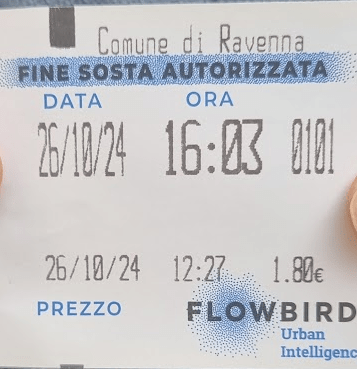 Comune di Ravenna
FINE SOSTA AUTORIZZATA
DATA ORA
26/10/24 16:03 0101
26/10/24 12:27 1.80€
PREZZO FLOWBIRD
Urban
Intelligenc